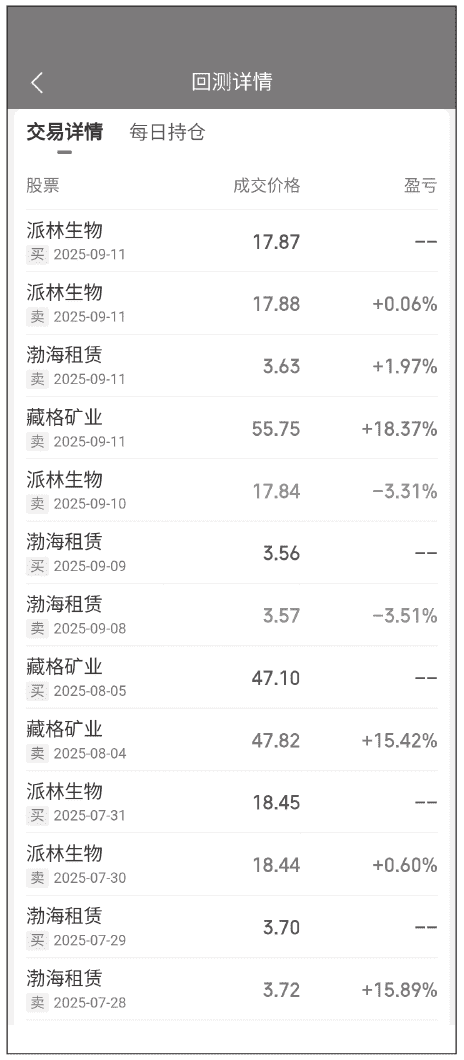 回测详情
交易详情 每日持仓
股票 成交价格 盈亏
派林生物
买 2025-09-11 17.87 --
派林生物
卖 2025-09-11 17.88 +0.06%
渤海租赁
卖 2025-09-11 3.63 +1.97%
藏格矿业
卖 2025-09-11 55.75 +18.37%
派林生物
卖 2025-09-10 17.84 -3.31%
渤海租赁
买 2025-09-09 3.56 --
渤海租赁
卖 2025-09-08 3.57 -3.51%
藏格矿业
买 2025-08-05 47.10 --
藏格矿业
卖 2025-08-04 47.82 +15.42%
派林生物
买 2025-07-31 18.45 --
派林生物
卖 2025-07-30 18.44 +0.60%
渤海租赁
买 2025-07-29 3.70 --
渤海租赁
卖 2025-07-28 3.72 +15.89%